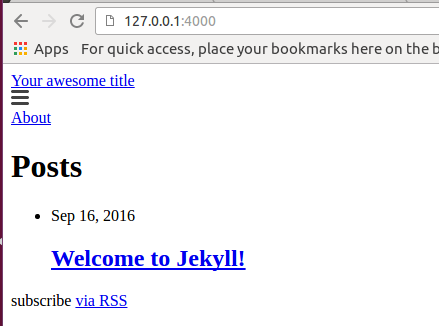 127.0.0.1:4000
Apps For quick access, place your bookmarks here on the b
Your awesome title
About
Posts
Sep 16, 2016
Welcome to Jekyll!
subscribe via RSS